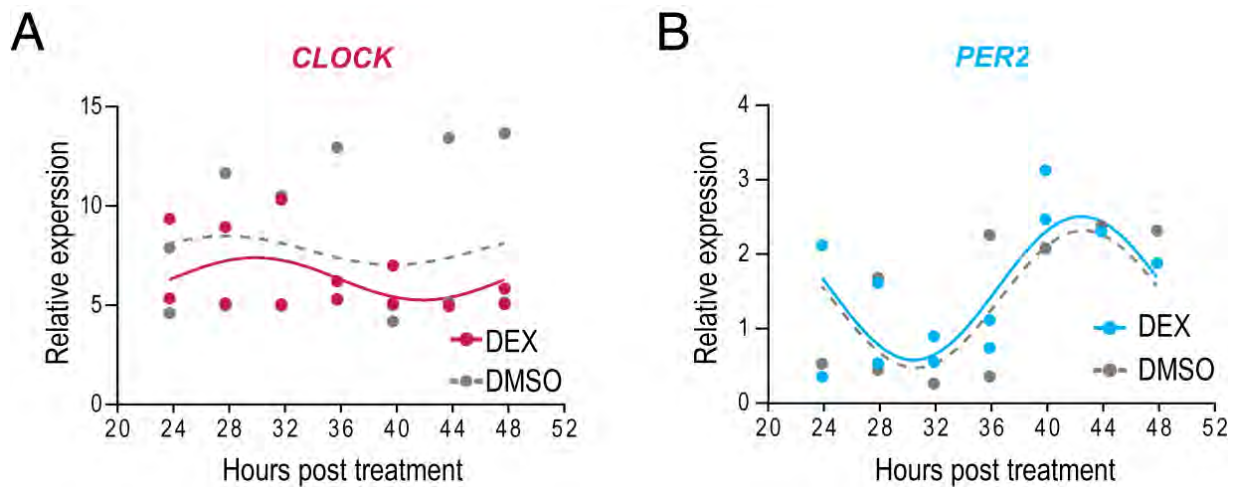 A
CLOCK
Relative experssion
15
10
5
0
20 24 28 32 36 40 44 48 52
Hours post treatment
DEX
DMSO
B
PER2
Relative expression
4
3
2
1
0
20 24 28 32 36 40 44 48 52
Hours post treatment
DEX
DMSO